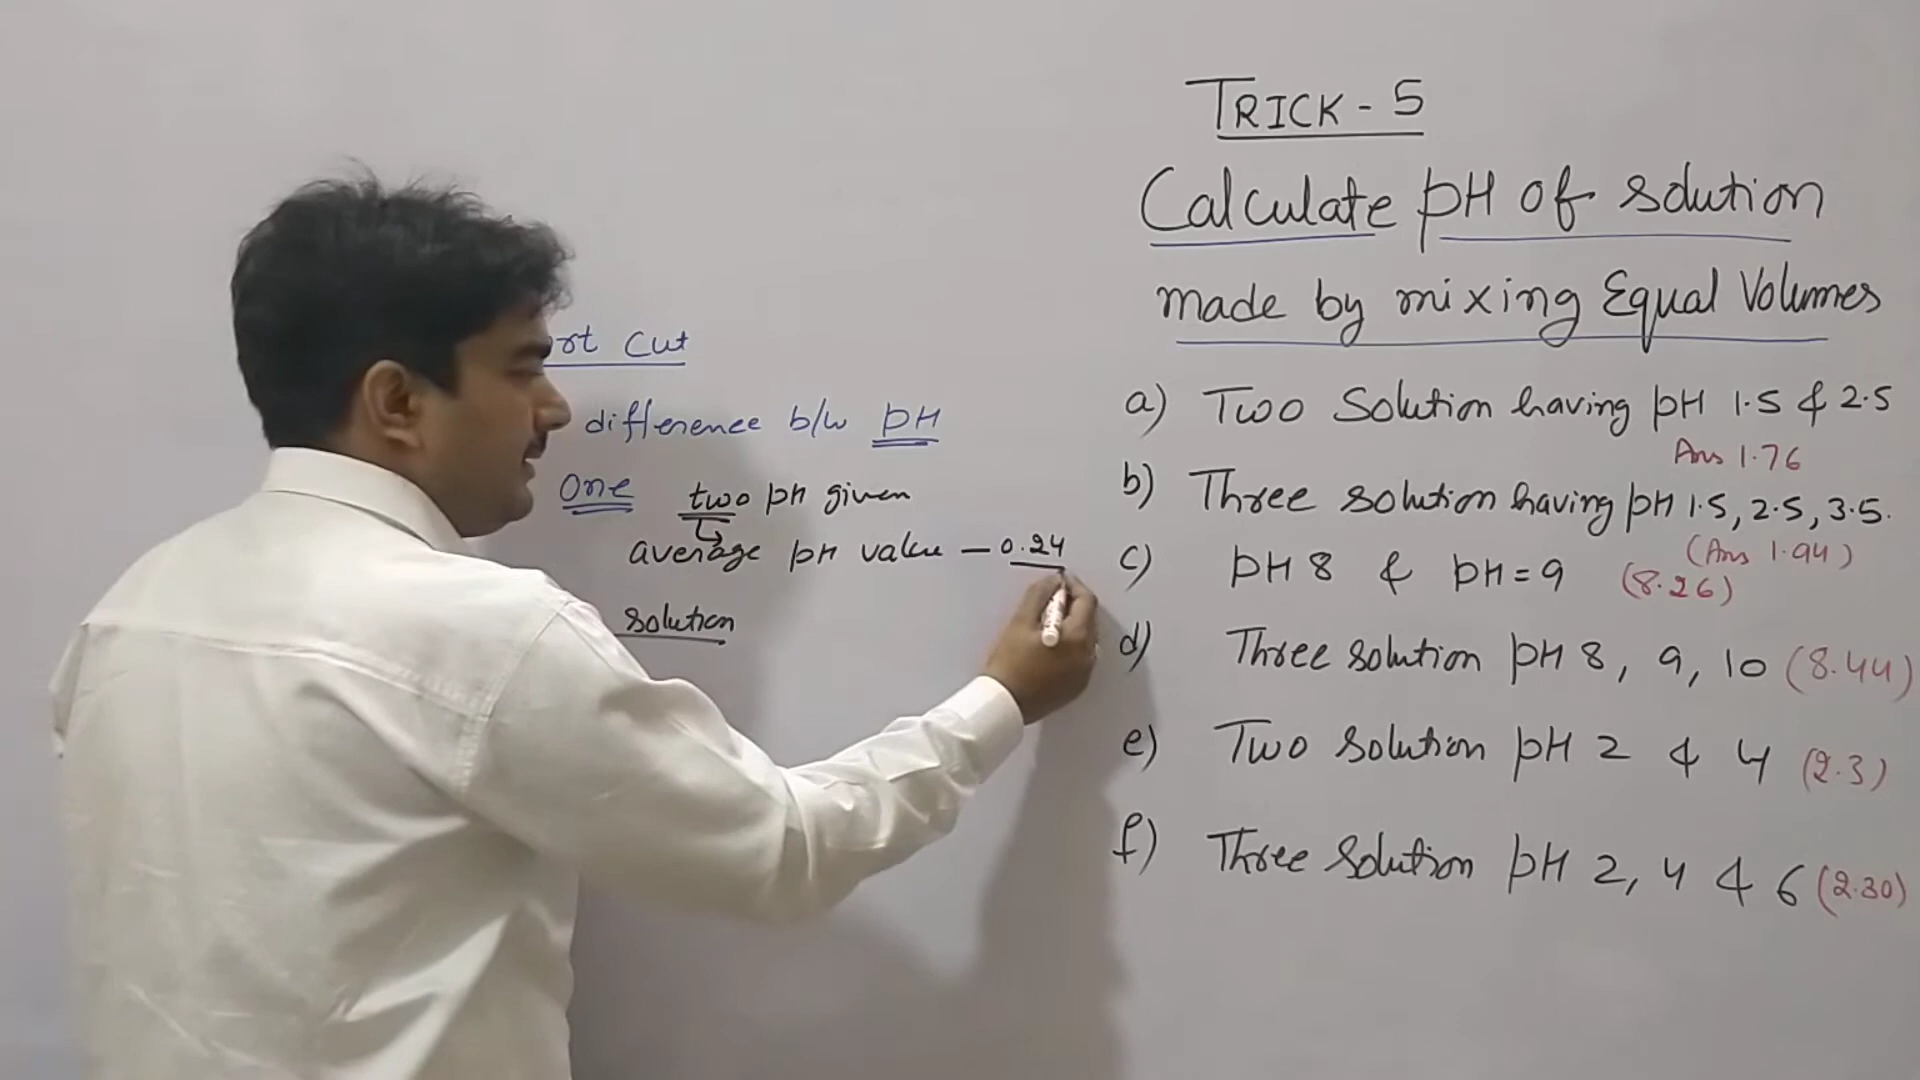 rt cut
difference b/w pH
One two pH given
average pH value - 0.24
solution
TRICK - 5
Calculate pH of solution
made by mixing Equal Volumes
a) Two Solution having pH 1.5 & 2.5
Ans 1.76
b) Three solution having pH 1.5, 2.5, 3.5.
(Ans 1.94)
c) pH 8 & pH = 9 (8.26)
d) Three solution pH 8, 9, 10 (8.44)
e) Two solution pH 2 & 4 (2.3)
f) Three solution pH 2, 4 & 6 (2.30)